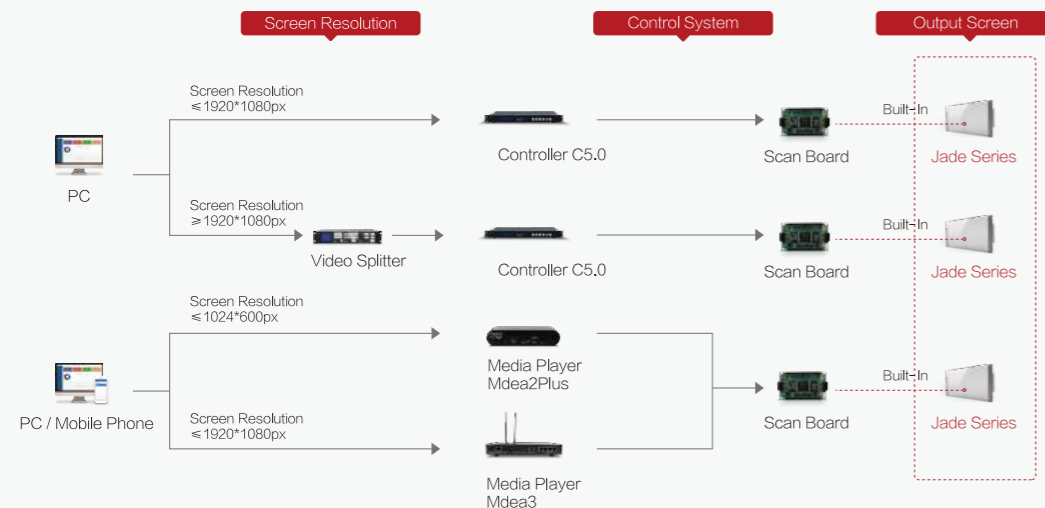 Screen Resolution
Control System
Output Screen
Screen Resolution
≤1920*1080px
Built-In
PC
Controller C5.0
Scan Board
Jade Series
Screen Resolution
≥1920*1080px
Built-In
Video Splitter
Controller C5.0
Scan Board
Jade Series
Screen Resolution
≤1024*600px
Media Player
Mdea2Plus
Built-In
PC / Mobile Phone
Scan Board
Jade Series
Screen Resolution
≤1920*1080px
Media Player
Mdea3